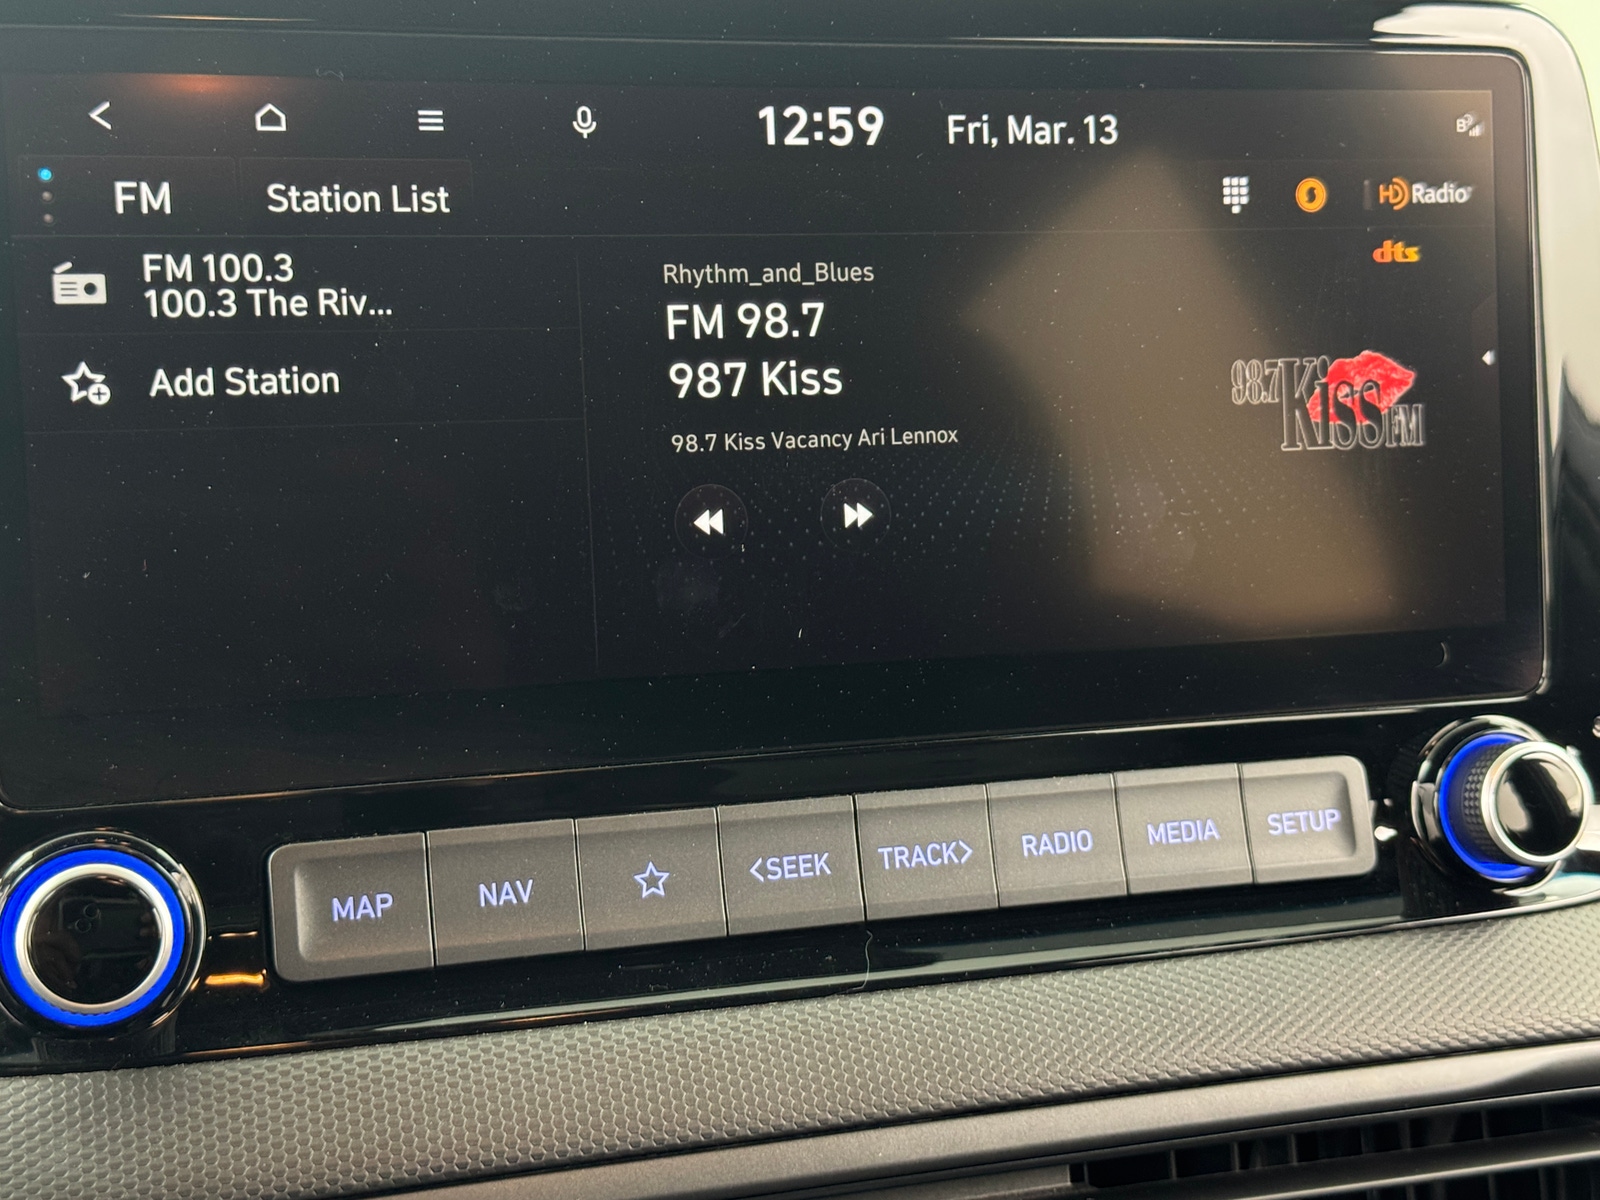 12:59 Fri, Mar. 13
FM Station List
HD Radio
dts
FM 100.3
100.3 The Riv...
Add Station
Rhythm_and_Blues
FM 98.7
987 Kiss
98.7 Kiss Vacancy Ari Lennox
98.7 Kiss FM
MAP NAV <SEEK TRACK> RADIO MEDIA SETUP